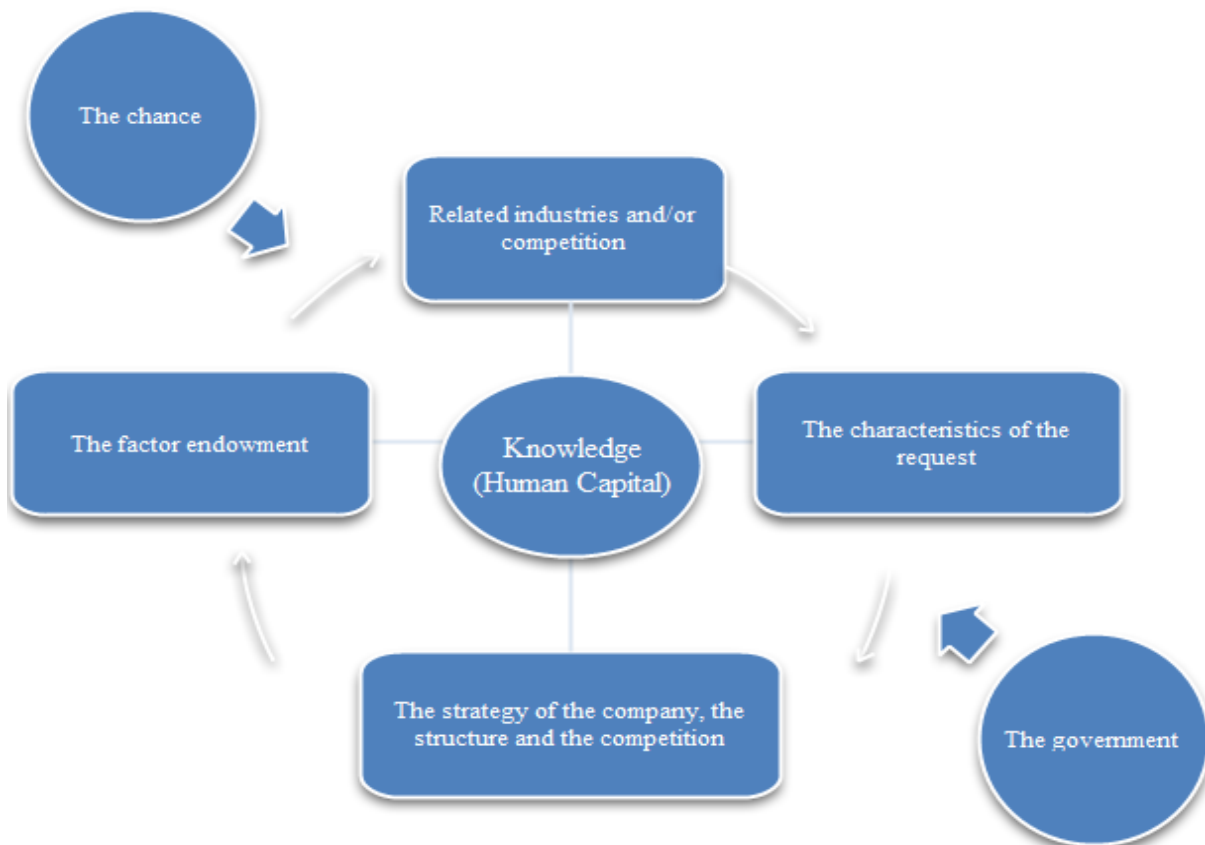 The chance
Related industries and/or
competition
The factor endowment
Knowledge
(Human Capital)
The characteristics of the
request
The strategy of the company, the
structure and the competition
The government